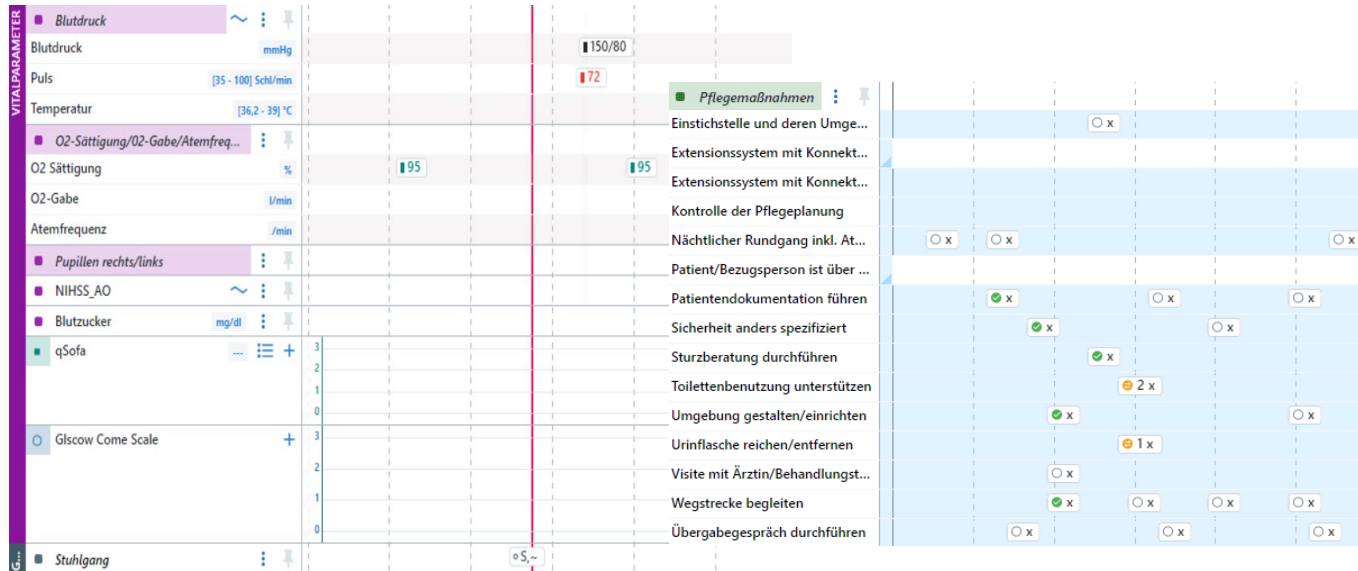 VITALPARAMETER
Blutdruck
Blutdruck mmHg 150/80
Puls [35 - 100] Schl/min 72
Temperatur [36,2 - 39] °C
O2-Sättigung/02-Gabe/Atemfreq...
O2 Sättigung % 95 95
O2-Gabe l/min
Atemfrequenz /min
Pupillen rechts/links
NIHSS_AO
Blutzucker mg/dl
qSofa ... 3
2
1
0
Glscow Come Scale 3
2
1
0
G...
Stuhlgang S,~
Pflegemaßnahmen
Einstichstelle und deren Umge... x
Extensionssystem mit Konnekt...
Extensionssystem mit Konnekt...
Kontrolle der Pflegeplanung
Nächtlicher Rundgang inkl. At... x x x
Patient/Bezugsperson ist über ...
Patientendokumentation führen x x x
Sicherheit anders spezifiziert x x
Sturzberatung durchführen x
Toilettenbenutzung unterstützen 2 x
Umgebung gestalten/einrichten x x
Urinflasche reichen/entfernen 1 x
Visite mit Ärztin/Behandlungst... x
Wegstrecke begleiten x x x x
Übergabegespräch durchführen x x x